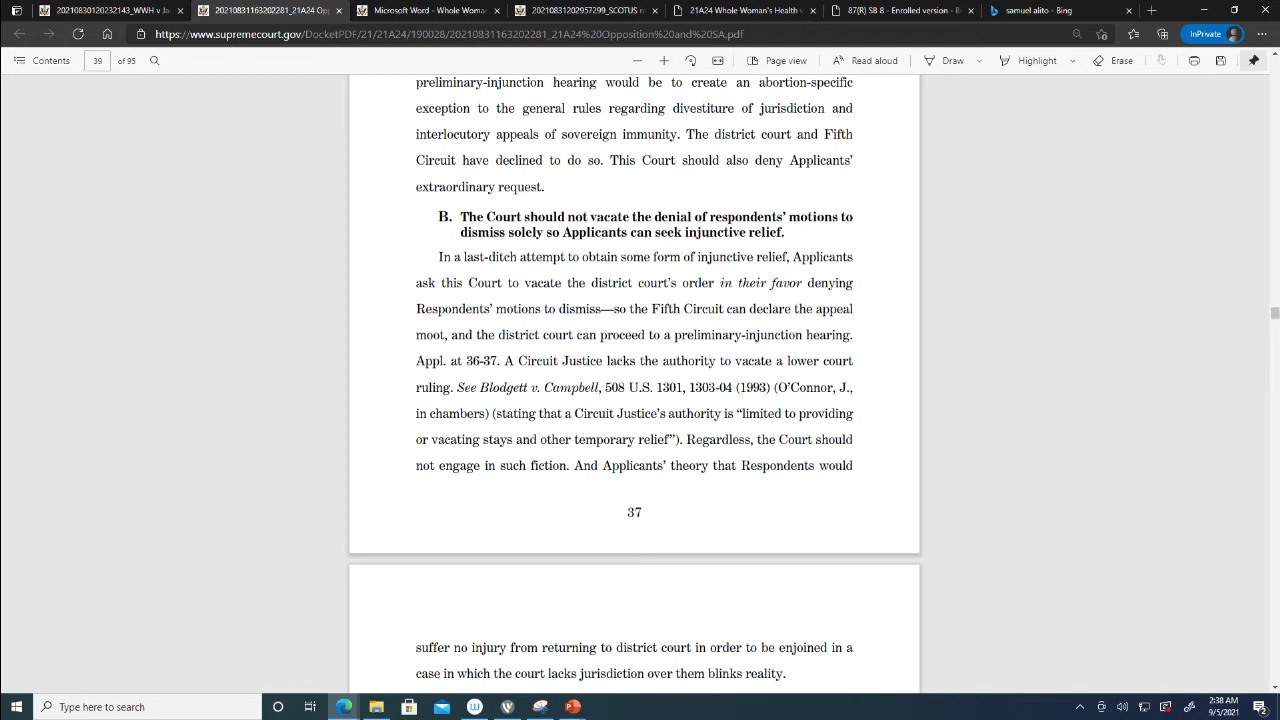 20210830102232143_WWH v Ja
20210831163202281_21A24 Op
Microsoft Word - Whole Woma
20210831202957299_SCOTUS r
21A24 Whole Woman's Health v
87(R) SB 8 - Enrolled version - B
samuel alito - Bing
https://www.supremecourt.gov/DocketPDF/21/21A24/190028/20210831163202281_21A24%20Opposition%20and%20SA.pdf
InPrivate
Contents
39 of 95
Page view
Read aloud
Draw
Highlight
Erase
preliminary-injunction hearing would be to create an abortion-specific
exception to the general rules regarding divestiture of jurisdiction and
interlocutory appeals of sovereign immunity. The district court and Fifth
Circuit have declined to do so. This Court should also deny Applicants'
extraordinary request.
B. The Court should not vacate the denial of respondents' motions to
dismiss solely so Applicants can seek injunctive relief.
In a last-ditch attempt to obtain some form of injunctive relief, Applicants
ask this Court to vacate the district court's order in their favor denying
Respondents' motions to dismiss—so the Fifth Circuit can declare the appeal
moot, and the district court can proceed to a preliminary-injunction hearing.
Appl. at 36-37. A Circuit Justice lacks the authority to vacate a lower court
ruling. See Blodgett v. Campbell, 508 U.S. 1301, 1303-04 (1993) (O'Connor, J.,
in chambers) (stating that a Circuit Justice's authority is "limited to providing
or vacating stays and other temporary relief"). Regardless, the Court should
not engage in such fiction. And Applicants' theory that Respondents would
37
suffer no injury from returning to district court in order to be enjoined in a
case in which the court lacks jurisdiction over them blinks reality.
Type here to search
2:38 AM
9/5/2021
2